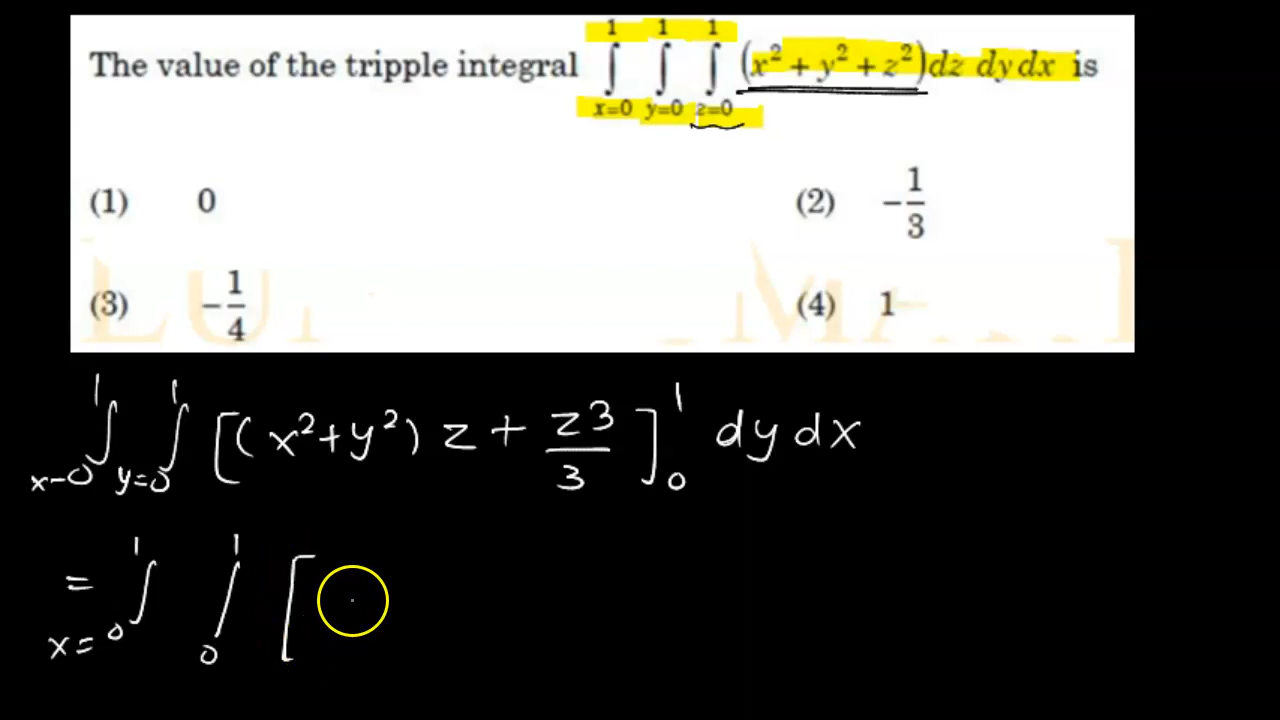 The value of the tripple integral ∫_{x=0}^{1} ∫_{y=0}^{1} ∫_{z=0}^{1} (x² + y² + z²) dz dy dx is
(1) 0 (2) -1/3
(3) -1/4 (4) 1
∫_{x-0}^{1} ∫_{y=0}^{1} [(x²+y²) z + z3/3]_{0}^{1} dy dx
= ∫_{x=0}^{1} ∫_{0}^{1} [